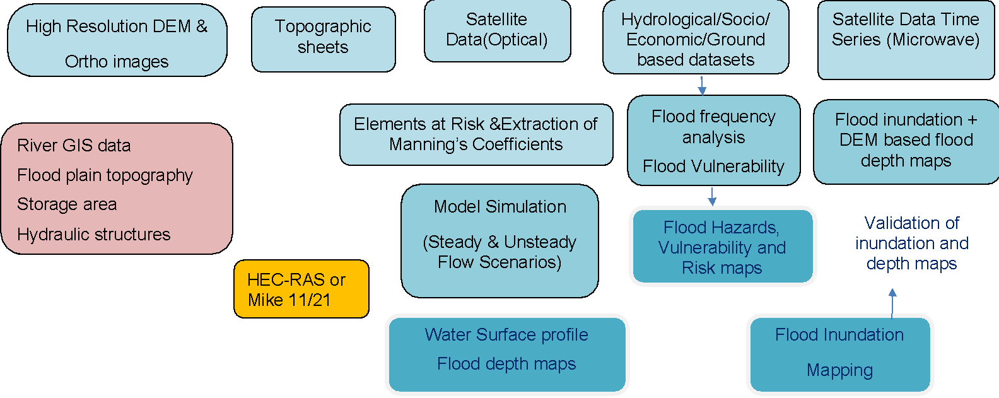 High Resolution DEM &
Ortho images
Topographic
sheets
Satellite
Data(Optical)
Hydrological/Socio/
Economic/Ground
based datasets
Satellite Data Time
Series (Microwave)
River GIS data
Flood plain topography
Storage area
Hydraulic structures
Elements at Risk &Extraction of
Manning’s Coefficients
Flood frequency
analysis
Flood Vulnerability
Flood inundation +
DEM based flood
depth maps
Model Simulation
(Steady & Unsteady
Flow Scenarios)
Flood Hazards,
Vulnerability and
Risk maps
Validation of
inundation and
depth maps
HEC-RAS or
Mike 11/21
Water Surface profile
Flood depth maps
Flood Inundation
Mapping